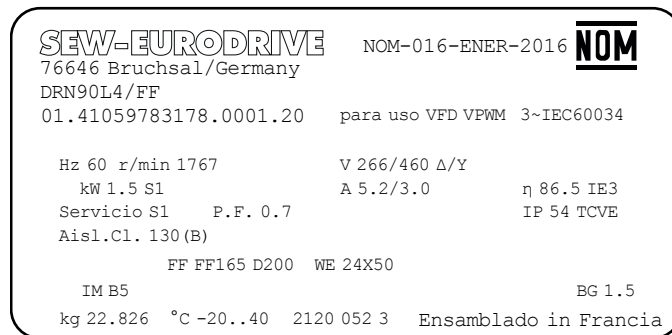 SEW-EURODRIVE NOM-016-ENER-2016 NOM
76646 Bruchsal/Germany
DRN90L4/FF
01.41059783178.0001.20 para uso VFD VPWM 3~IEC60034
Hz 60 r/min 1767 V 266/460 Δ/Y
kW 1.5 S1 A 5.2/3.0 η 86.5 IE3
Servicio S1 P.F. 0.7 IP 54 TCVE
Aisl.Cl. 130(B)
FF FF165 D200 WE 24X50
IM B5 BG 1.5
kg 22.826 °C -20..40 2120 052 3 Ensamblado in Francia